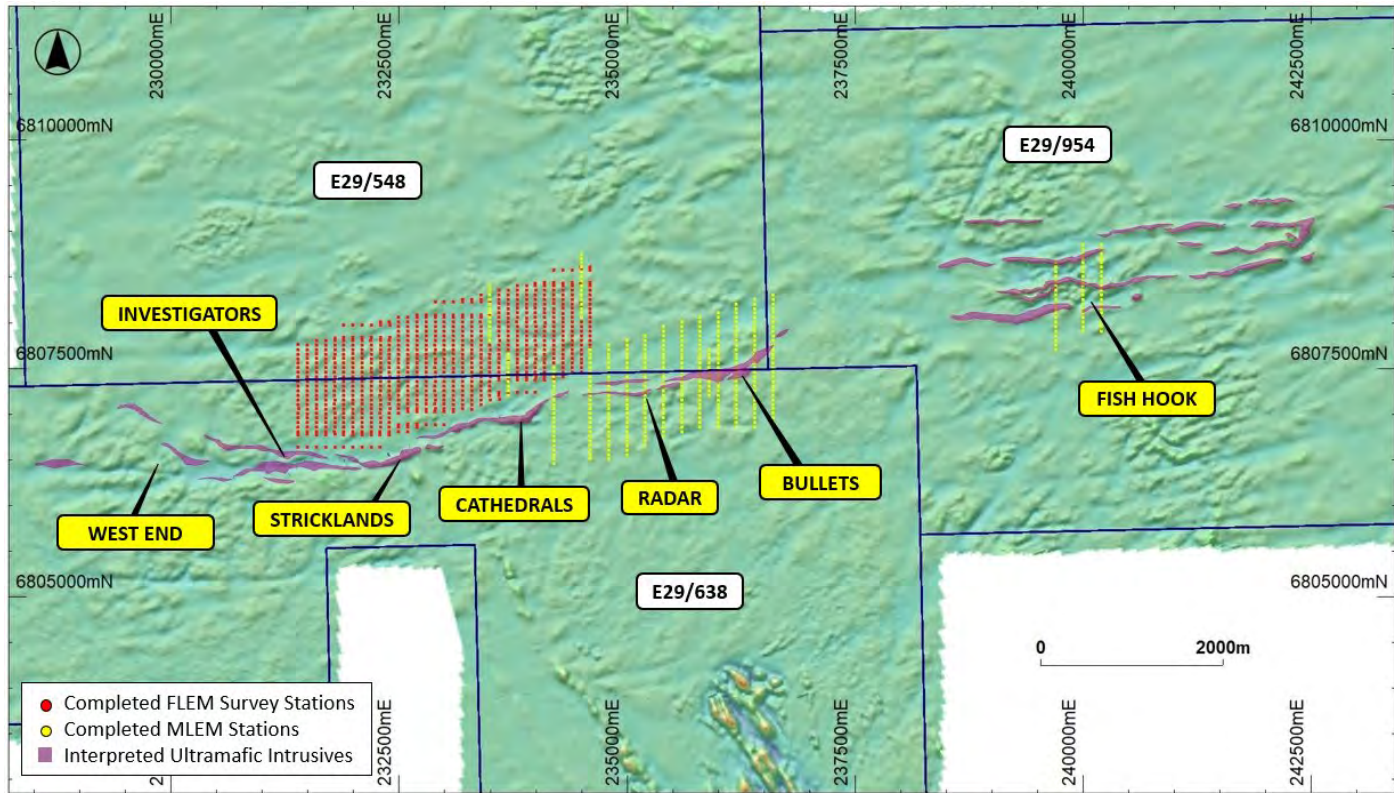 230000mE
232500mE
235000mE
237500mE
240000mE
242500mE
6810000mN
6810000mN
E29/548
E29/954
INVESTIGATORS
6807500mN
6807500mN
FISH HOOK
WEST END
STRICKLANDS
CATHEDRALS
RADAR
BULLETS
6805000mN
6805000mN
E29/638
0 2000m
Completed FLEM Survey Stations
Completed MLEM Stations
Interpreted Ultramafic Intrusives
232500mE
235000mE
237500mE
240000mE
242500mE